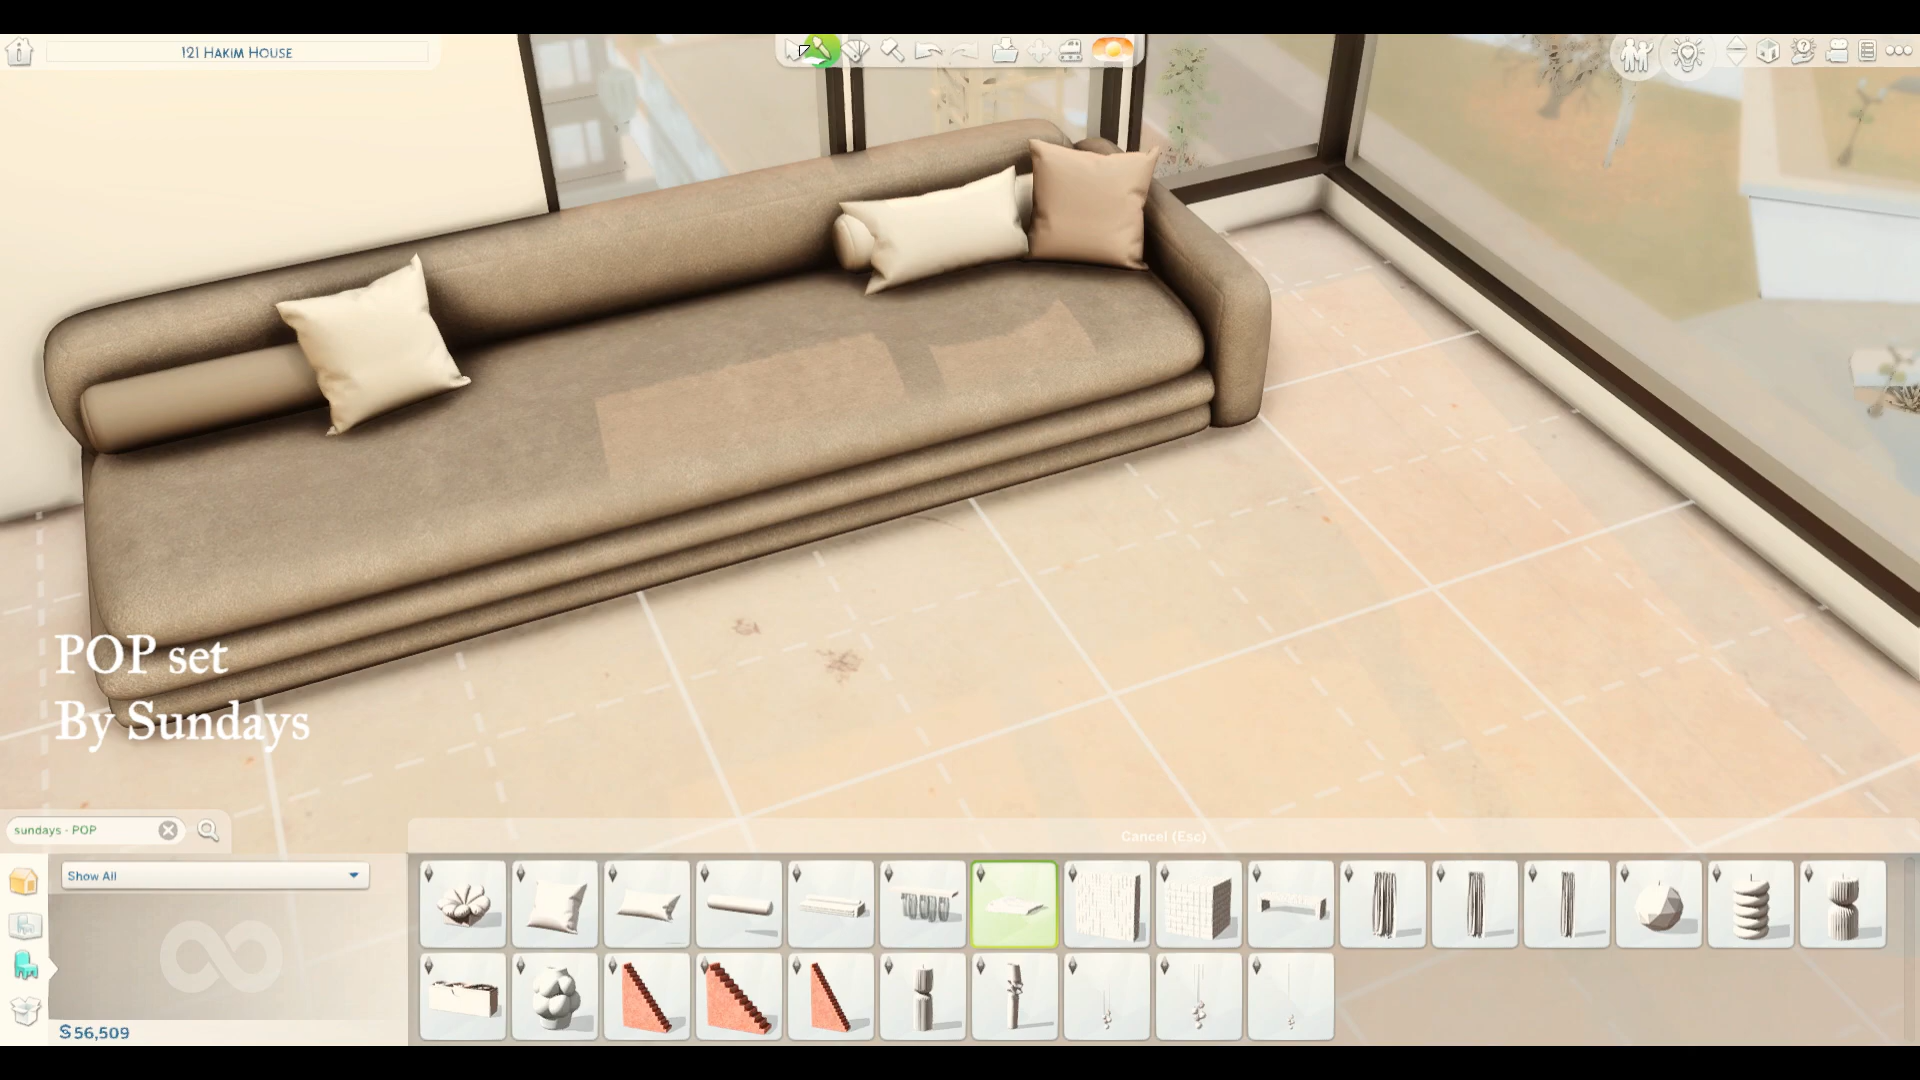 121 HAKIM HOUSE
POP set
By Sundays
sundays · POP
Cancel (Esc)
Show All
§56,509